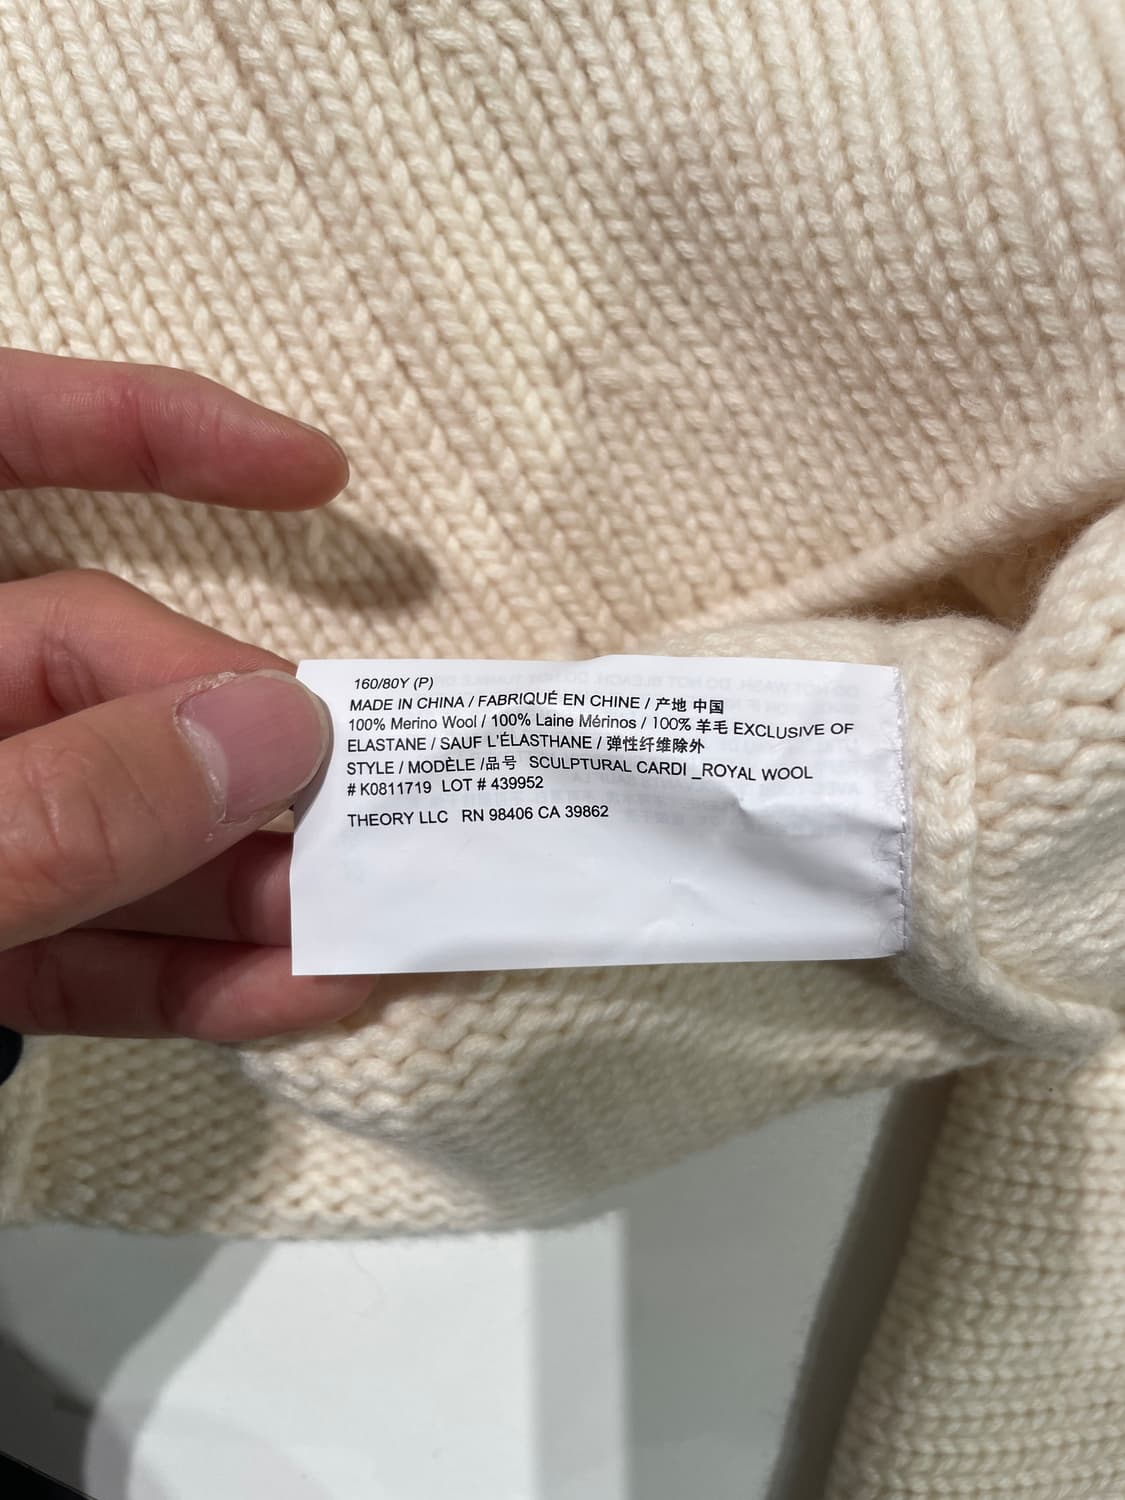 160/80Y (P)
MADE IN CHINA / FABRIQUÉ EN CHINE / 产地 中国
100% Merino Wool / 100% Laine Mérinos / 100% 羊毛 EXCLUSIVE OF
ELASTANE / SAUF L'ÉLASTHANE / 弹性纤维除外
STYLE / MODÈLE /品号 SCULPTURAL CARDI _ROYAL WOOL
# K0811719 LOT # 439952
THEORY LLC RN 98406 CA 39862